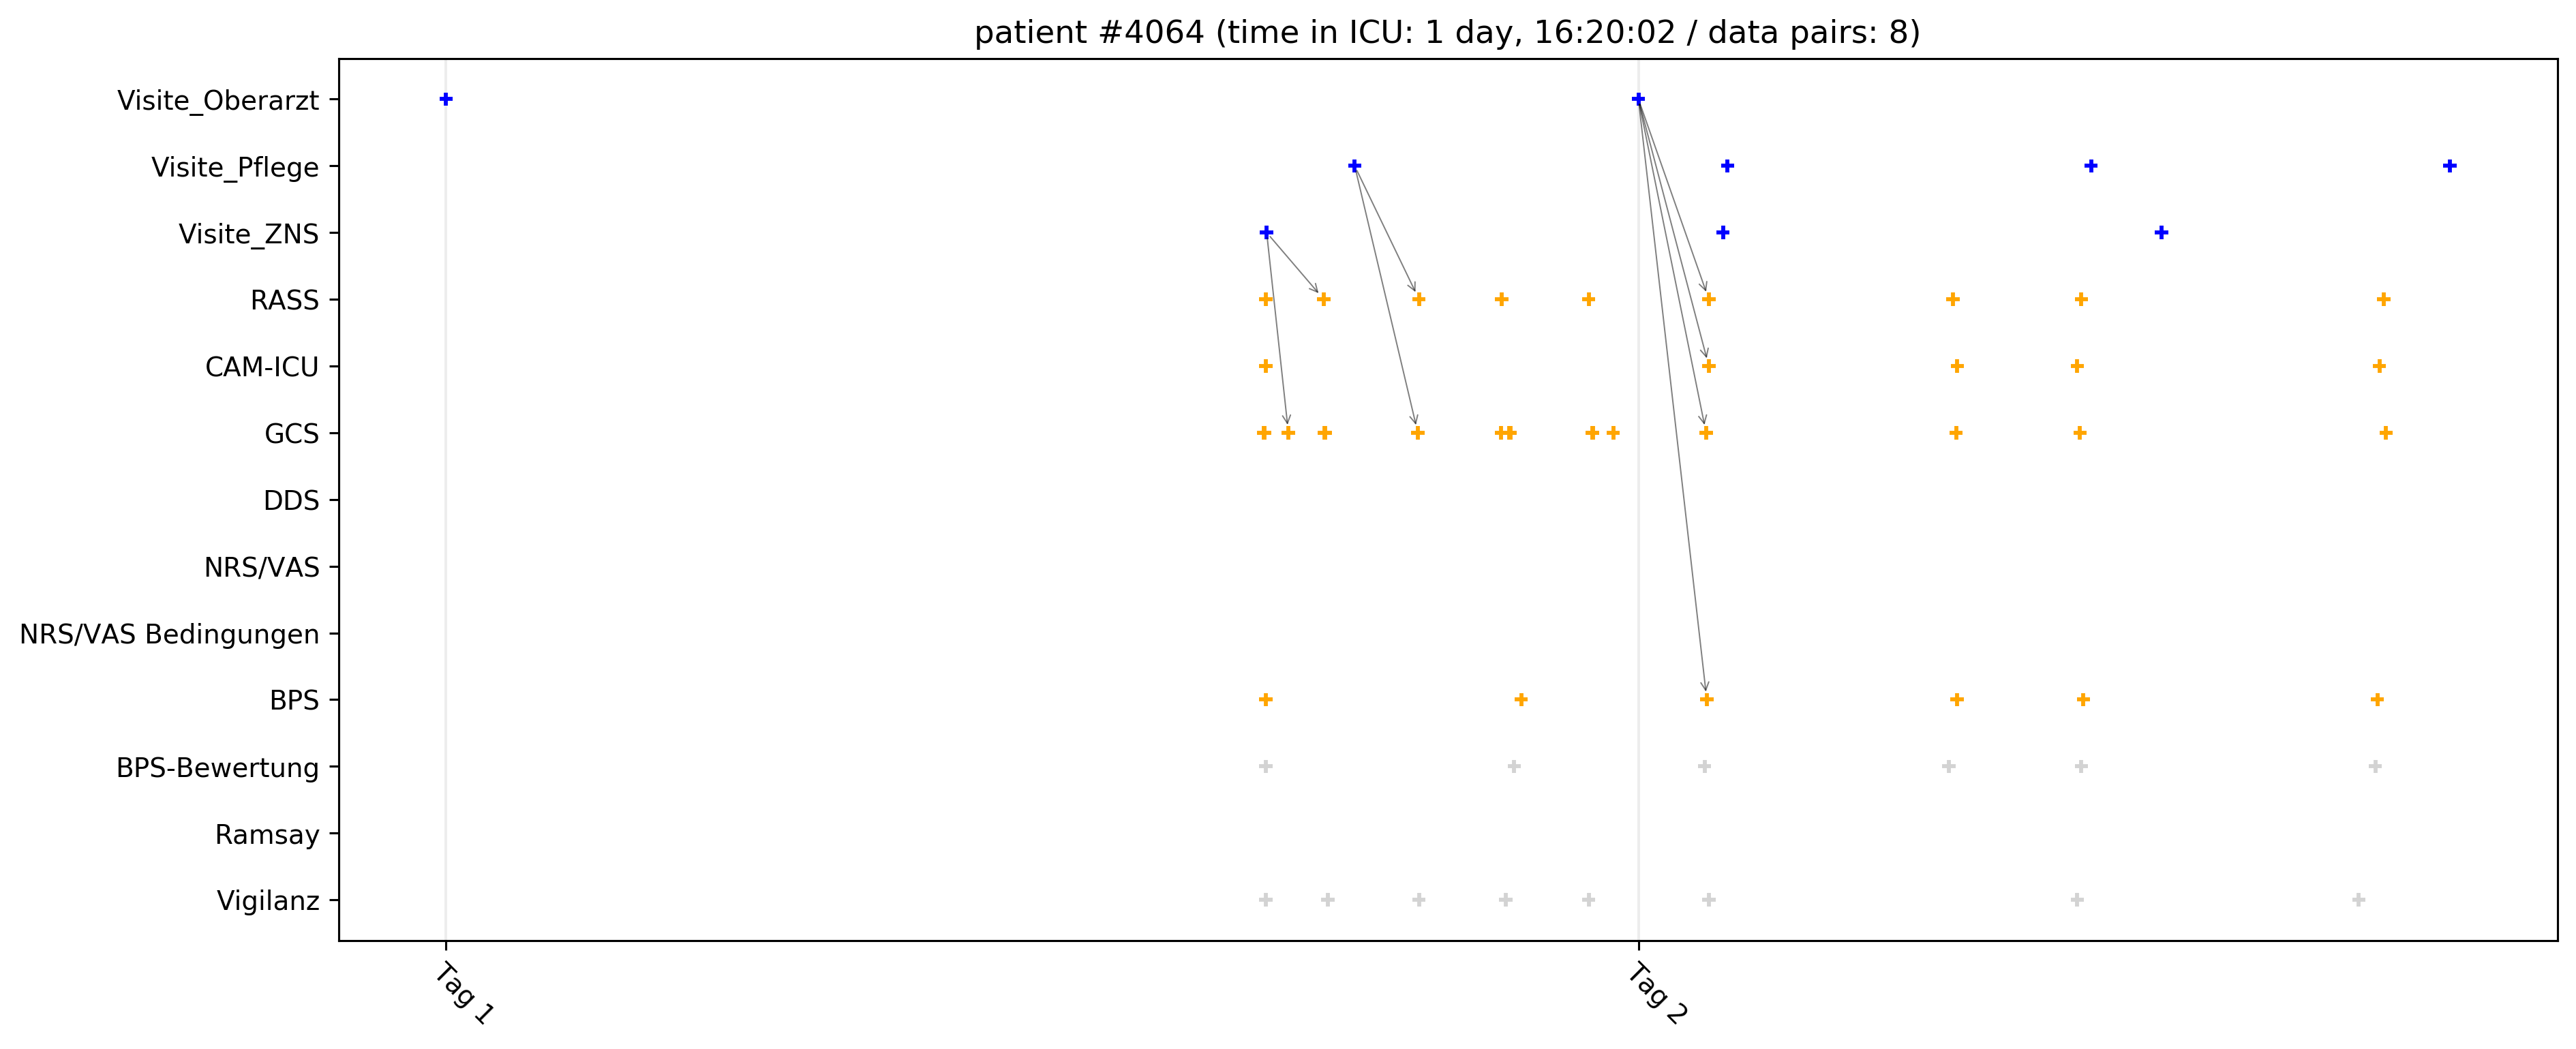 patient #4064 (time in ICU: 1 day, 16:20:02 / data pairs: 8)
Visite_Oberarzt
Visite_Pflege
Visite_ZNS
RASS
CAM-ICU
GCS
DDS
NRS/VAS
NRS/VAS Bedingungen
BPS
BPS-Bewertung
Ramsay
Vigilanz
Tag 1
Tag 2